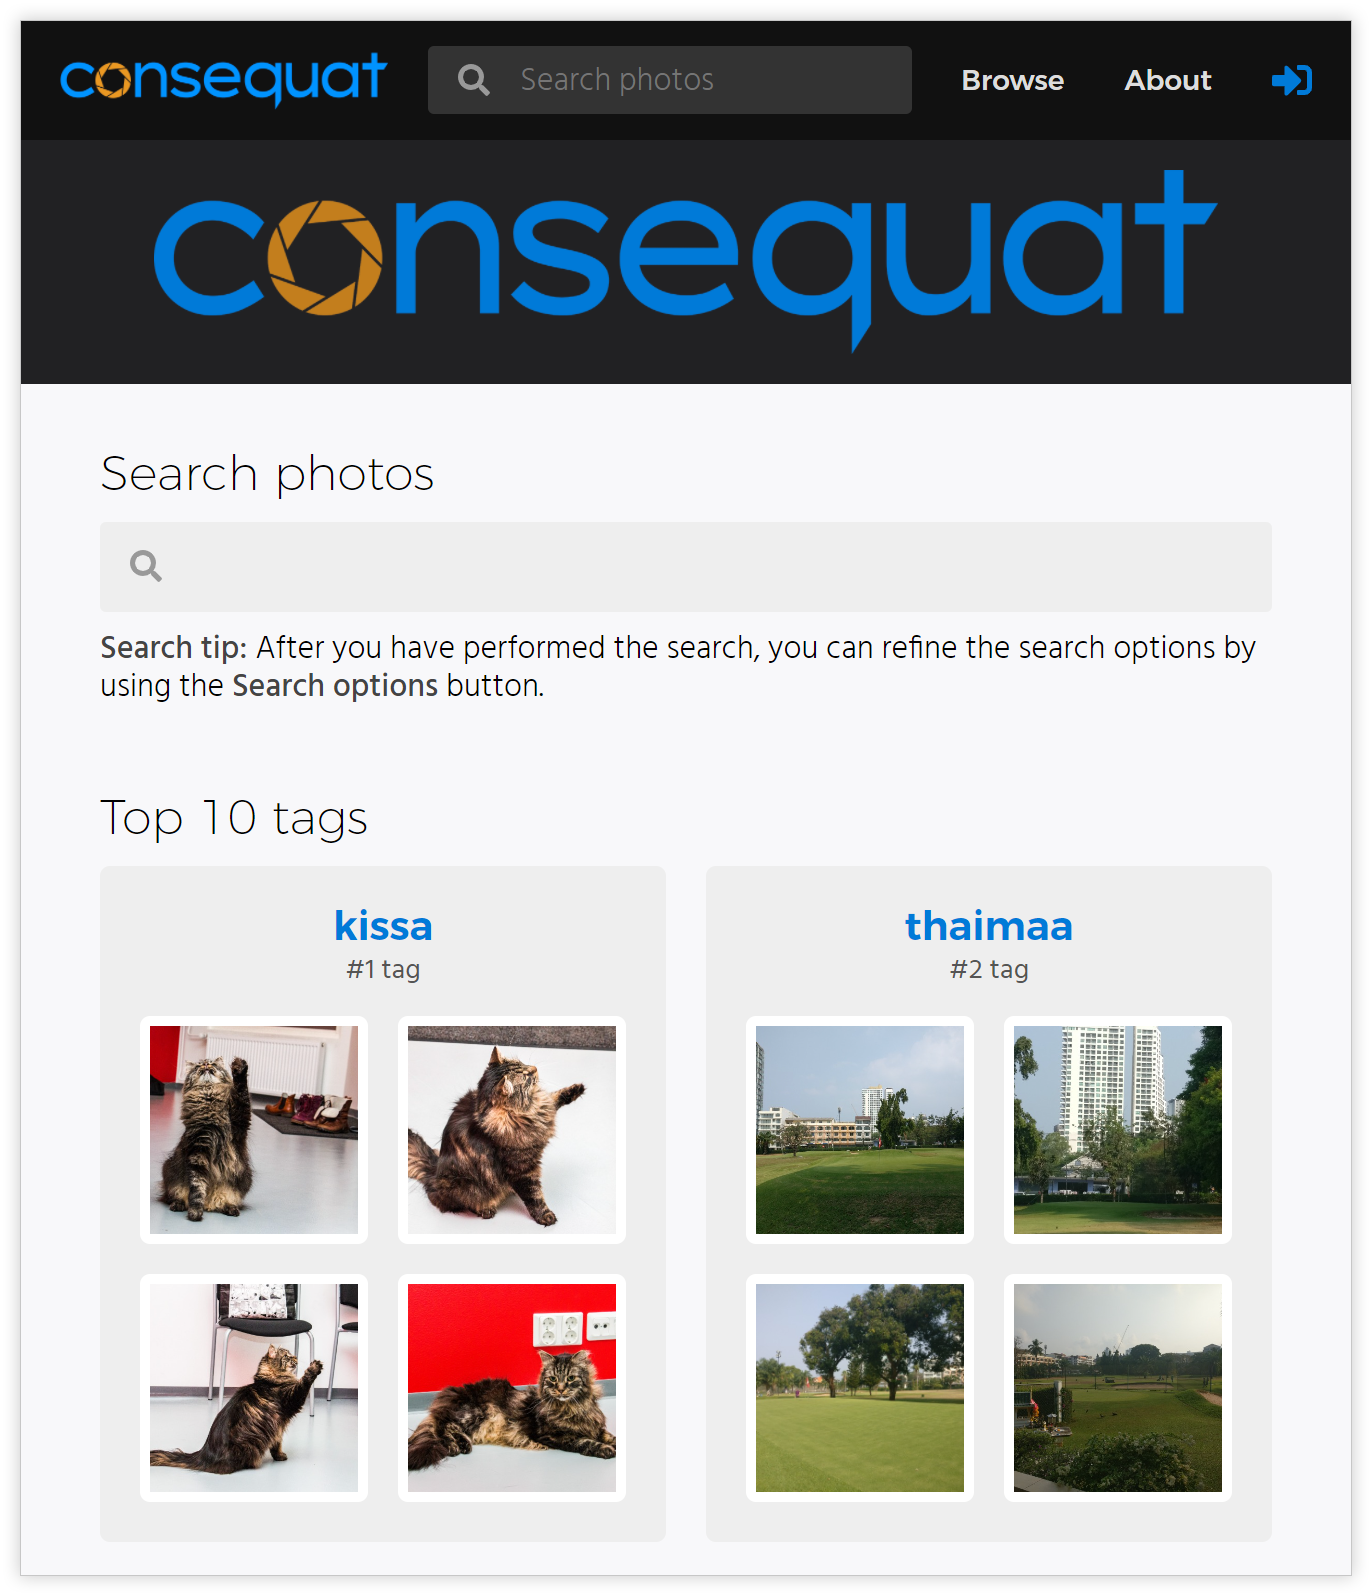 consequat
Search photos
Browse
About
consequat
Search photos
Search tip: After you have performed the search, you can refine the search options by
using the Search options button.
Top 10 tags
kissa
#1 tag
thaimaa
#2 tag